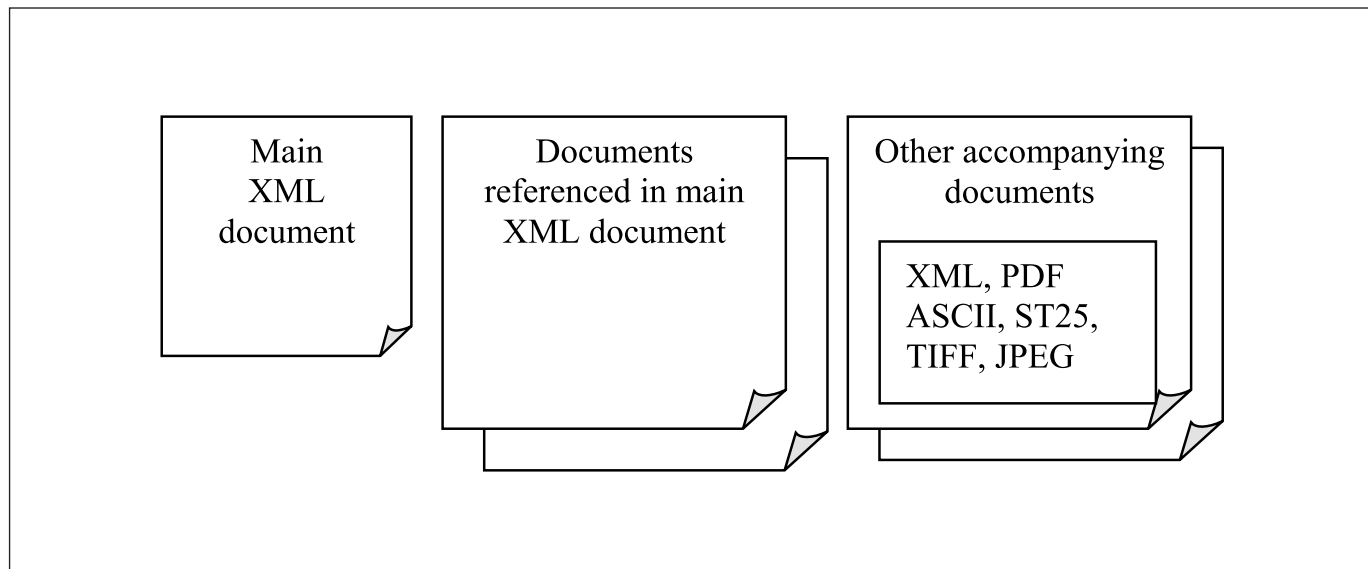 Main
XML
document
Documents
referenced in main
XML document
Other accompanying
documents
XML, PDF
ASCII, ST25,
TIFF, JPEG